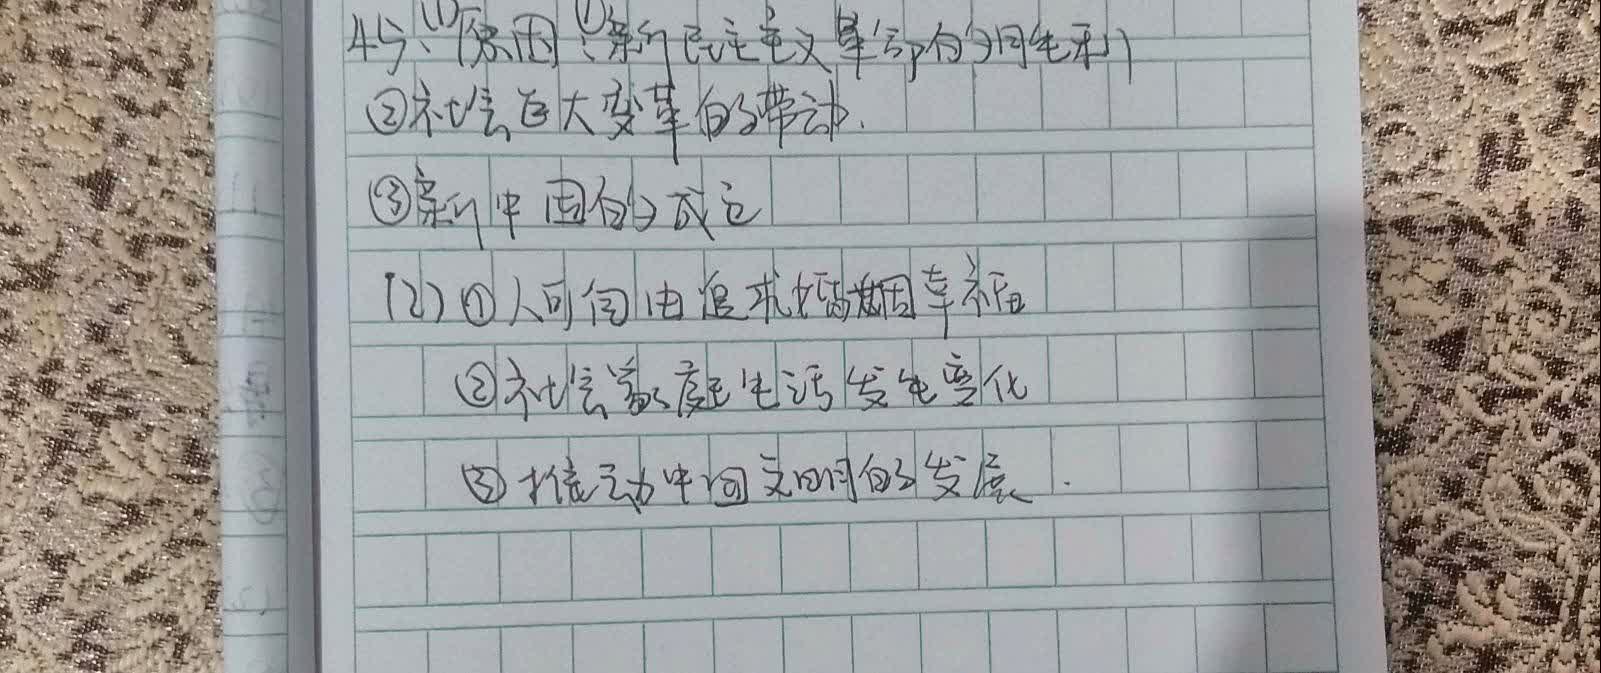 45、(1)原因:①新民主主义革命的胜利
②社会巨大变革的带动.
③新中国的成立
(2)①人可自由追求婚姻幸福
②社会家庭生活发生变化
③推动中国文明的发展.